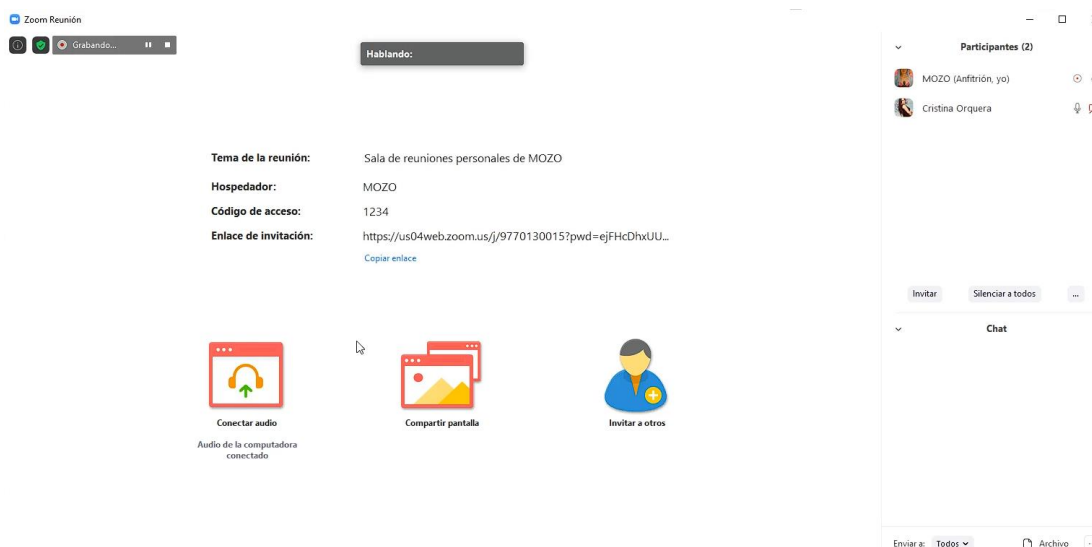 Zoom Reunión
Grabando...
Hablando:
Tema de la reunión: Sala de reuniones personales de MOZO
Hospedador: MOZO
Código de acceso: 1234
Enlace de invitación: https://us04web.zoom.us/j/9770130015?pwd=ejFHcDhxUU...
Copiar enlace
Conectar audio
Audio de la computadora
conectado
Compartir pantalla
Invitar a otros
Participantes (2)
MOZO (Anfitrión, yo)
Cristina Orquera
Invitar Silenciar a todos ...
Chat
Enviar a: Todos Archivo